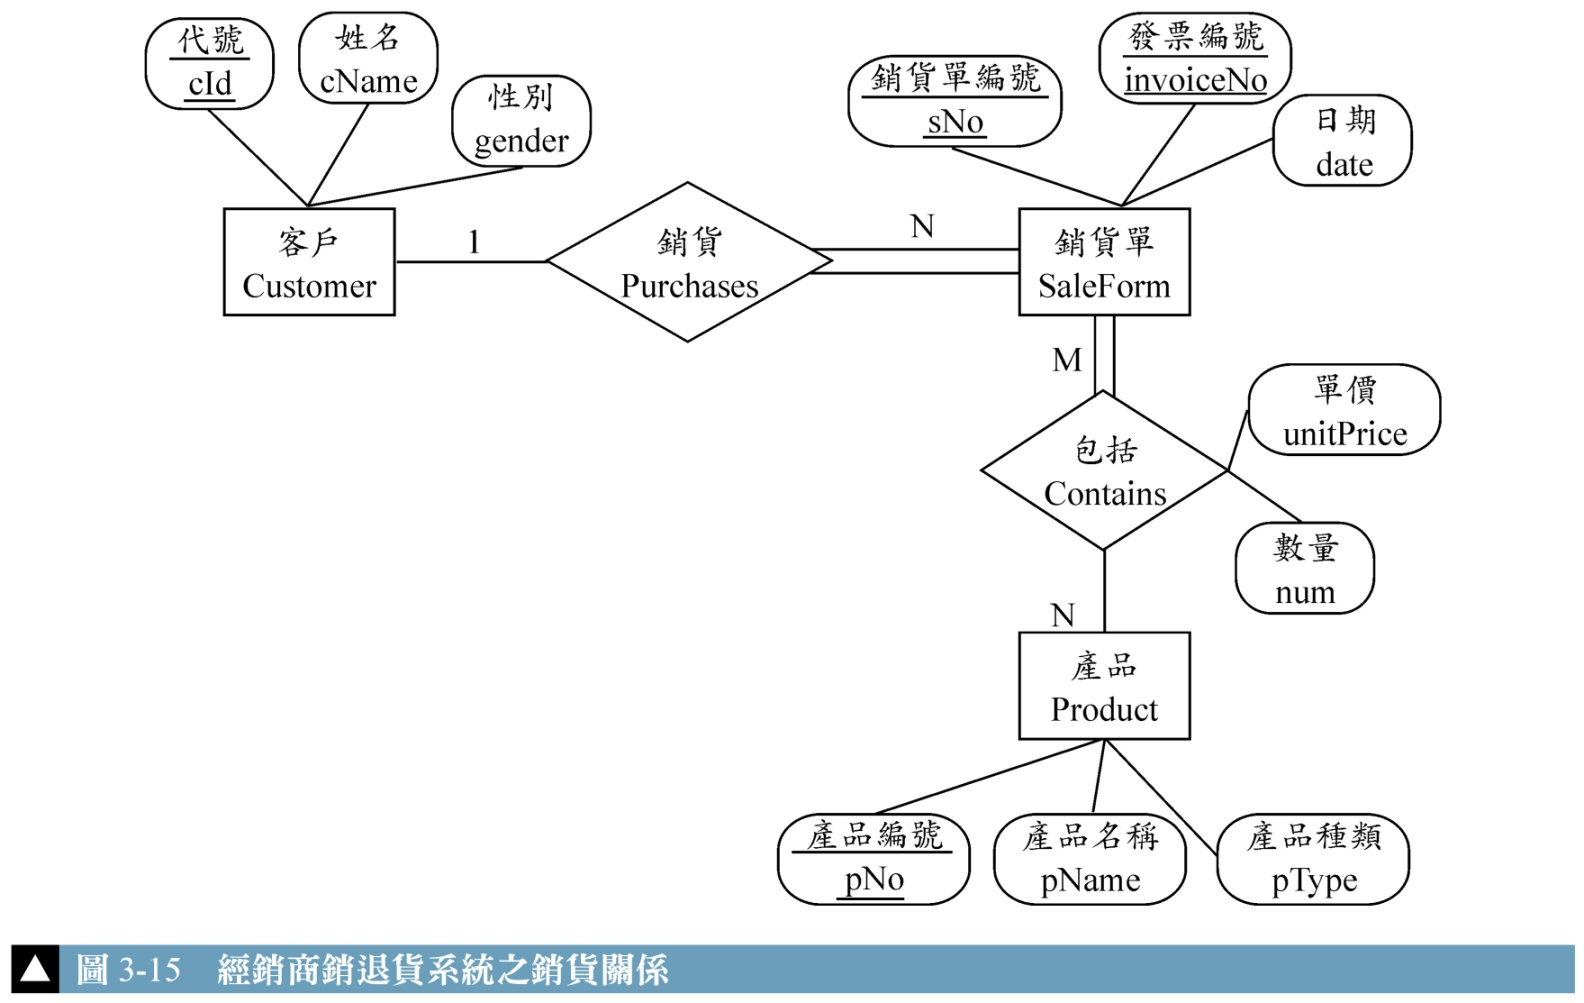 代號
cId
姓名
cName
性別
gender
銷貨單編號
sNo
發票編號
invoiceNo
日期
date
客戶
Customer
1
銷貨
Purchases
N
銷貨單
SaleForm
M
包括
Contains
單價
unitPrice
數量
num
N
產品
Product
產品編號
pNo
產品名稱
pName
產品種類
pType
圖 3-15 經銷商銷退貨系統之銷貨關係